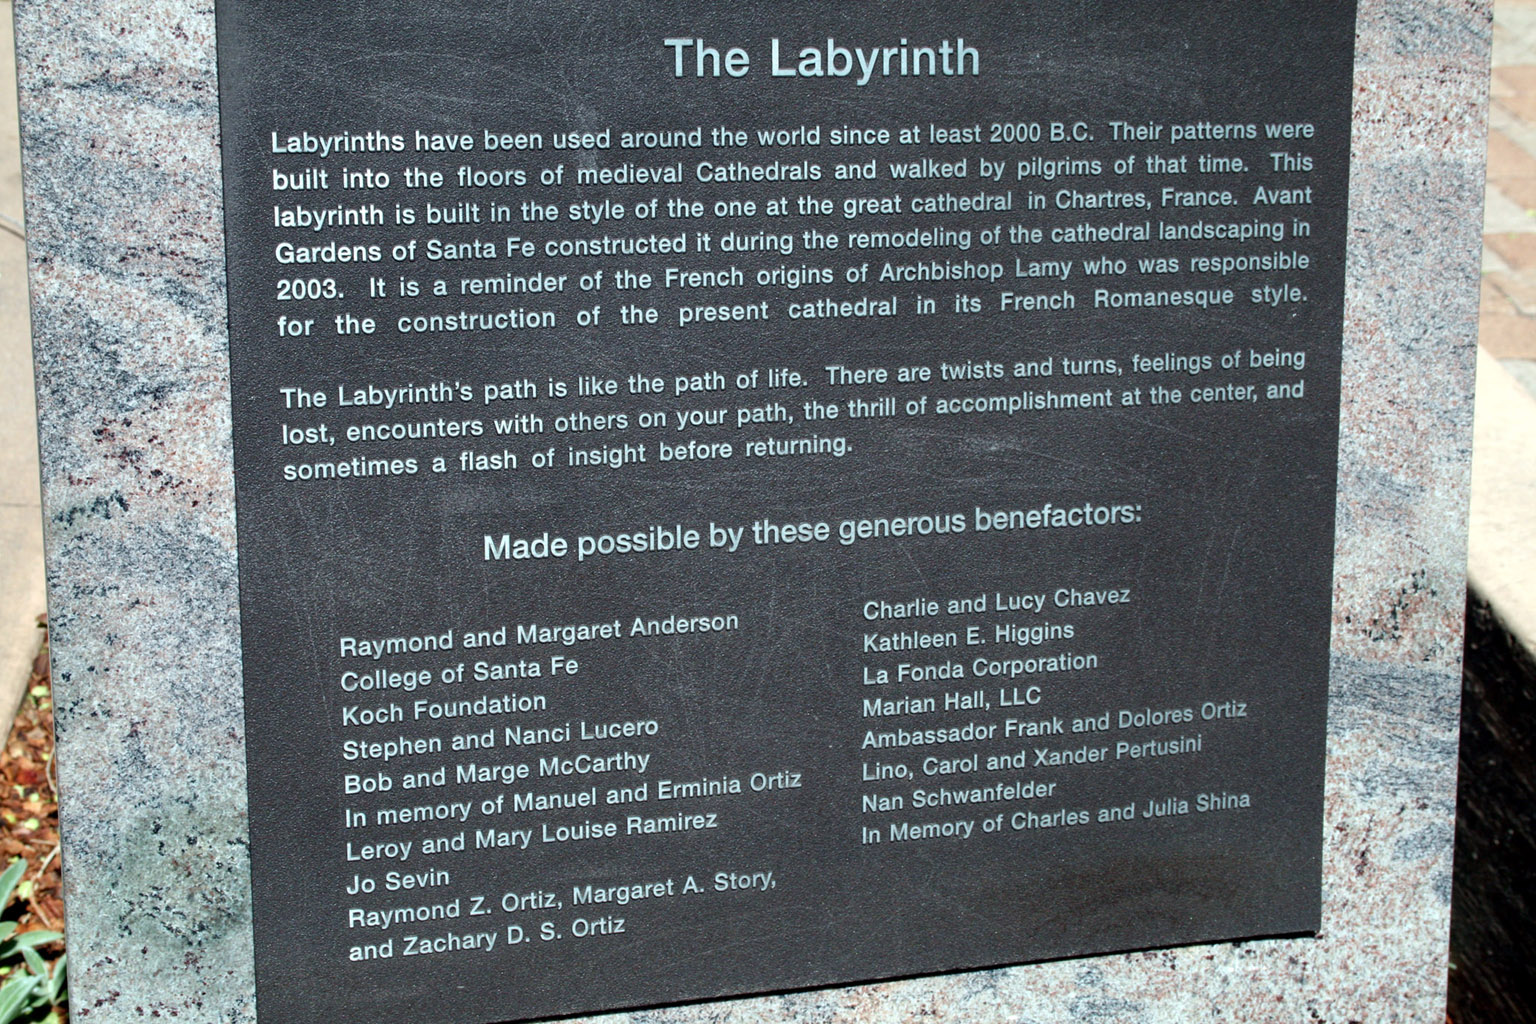 The Labyrinth
Labyrinths have been used around the world since at least 2000 B.C. Their patterns were
built into the floors of medieval Cathedrals and walked by pilgrims of that time. This
labyrinth is built in the style of the one at the great cathedral in Chartres, France. Avant
Gardens of Santa Fe constructed it during the remodeling of the cathedral landscaping in
2003. It is a reminder of the French origins of Archbishop Lamy who was responsible
for the construction of the present cathedral in its French Romanesque style.
The Labyrinth's path is like the path of life. There are twists and turns, feelings of being
lost, encounters with others on your path, the thrill of accomplishment at the center, and
sometimes a flash of insight before returning.
Made possible by these generous benefactors:
Raymond and Margaret Anderson
College of Santa Fe
Koch Foundation
Stephen and Nanci Lucero
Bob and Marge McCarthy
In memory of Manuel and Erminia Ortiz
Leroy and Mary Louise Ramirez
Jo Sevin
Raymond Z. Ortiz, Margaret A. Story,
and Zachary D. S. Ortiz
Charlie and Lucy Chavez
Kathleen E. Higgins
La Fonda Corporation
Marian Hall, LLC
Ambassador Frank and Dolores Ortiz
Lino, Carol and Xander Pertusini
Nan Schwanfelder
In Memory of Charles and Julia Shina